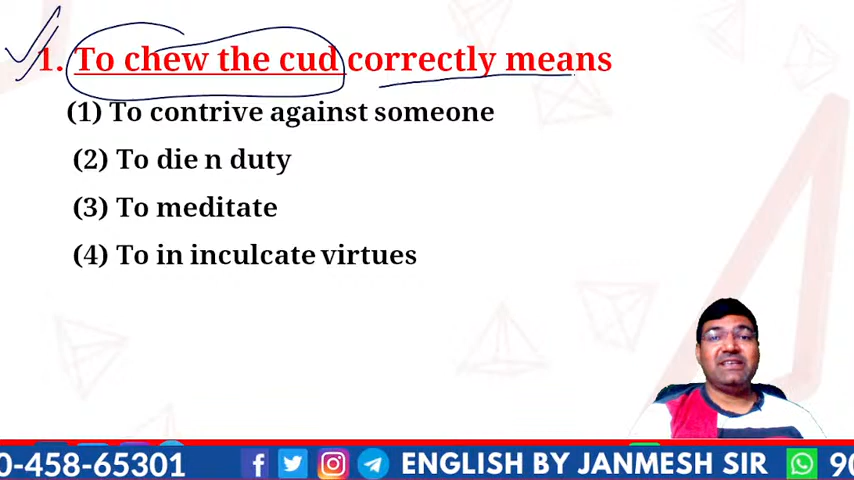 1. To chew the cud correctly means
(1) To contrive against someone
(2) To die n duty
(3) To meditate
(4) To in inculcate virtues
0-458-65301 ENGLISH BY JANMESH SIR 90